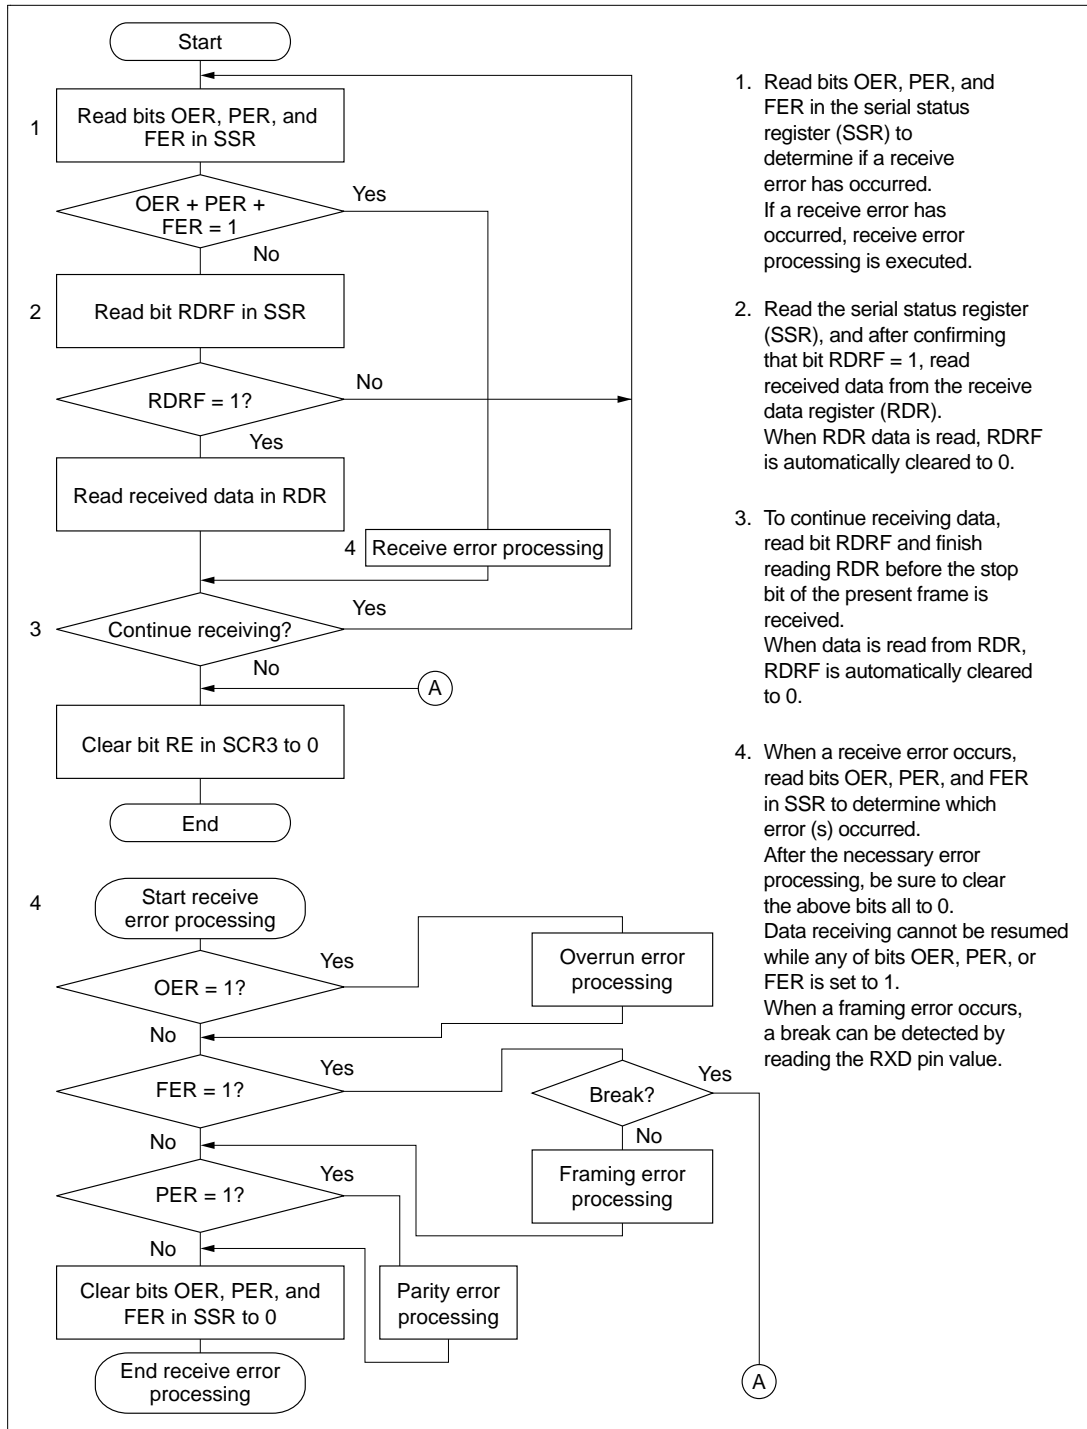 Start
1
Read bits OER, PER, and
FER in SSR
OER + PER +
FER = 1
Yes
No
2
Read bit RDRF in SSR
RDRF = 1?
No
Yes
Read received data in RDR
4
Receive error processing
3
Continue receiving?
Yes
No
A
Clear bit RE in SCR3 to 0
End
4
Start receive
error processing
OER = 1?
Yes
Overrun error
processing
No
FER = 1?
Yes
Break?
Yes
No
No
Framing error
processing
PER = 1?
Yes
No
Clear bits OER, PER, and
FER in SSR to 0
Parity error
processing
End receive error
processing
A
1. Read bits OER, PER, and
FER in the serial status
register (SSR) to
determine if a receive
error has occurred.
If a receive error has
occurred, receive error
processing is executed.
2. Read the serial status register
(SSR), and after confirming
that bit RDRF = 1, read
received data from the receive
data register (RDR).
When RDR data is read, RDRF
is automatically cleared to 0.
3. To continue receiving data,
read bit RDRF and finish
reading RDR before the stop
bit of the present frame is
received.
When data is read from RDR,
RDRF is automatically cleared
to 0.
4. When a receive error occurs,
read bits OER, PER, and FER
in SSR to determine which
error (s) occurred.
After the necessary error
processing, be sure to clear
the above bits all to 0.
Data receiving cannot be resumed
while any of bits OER, PER, or
FER is set to 1.
When a framing error occurs,
a break can be detected by
reading the RXD pin value.